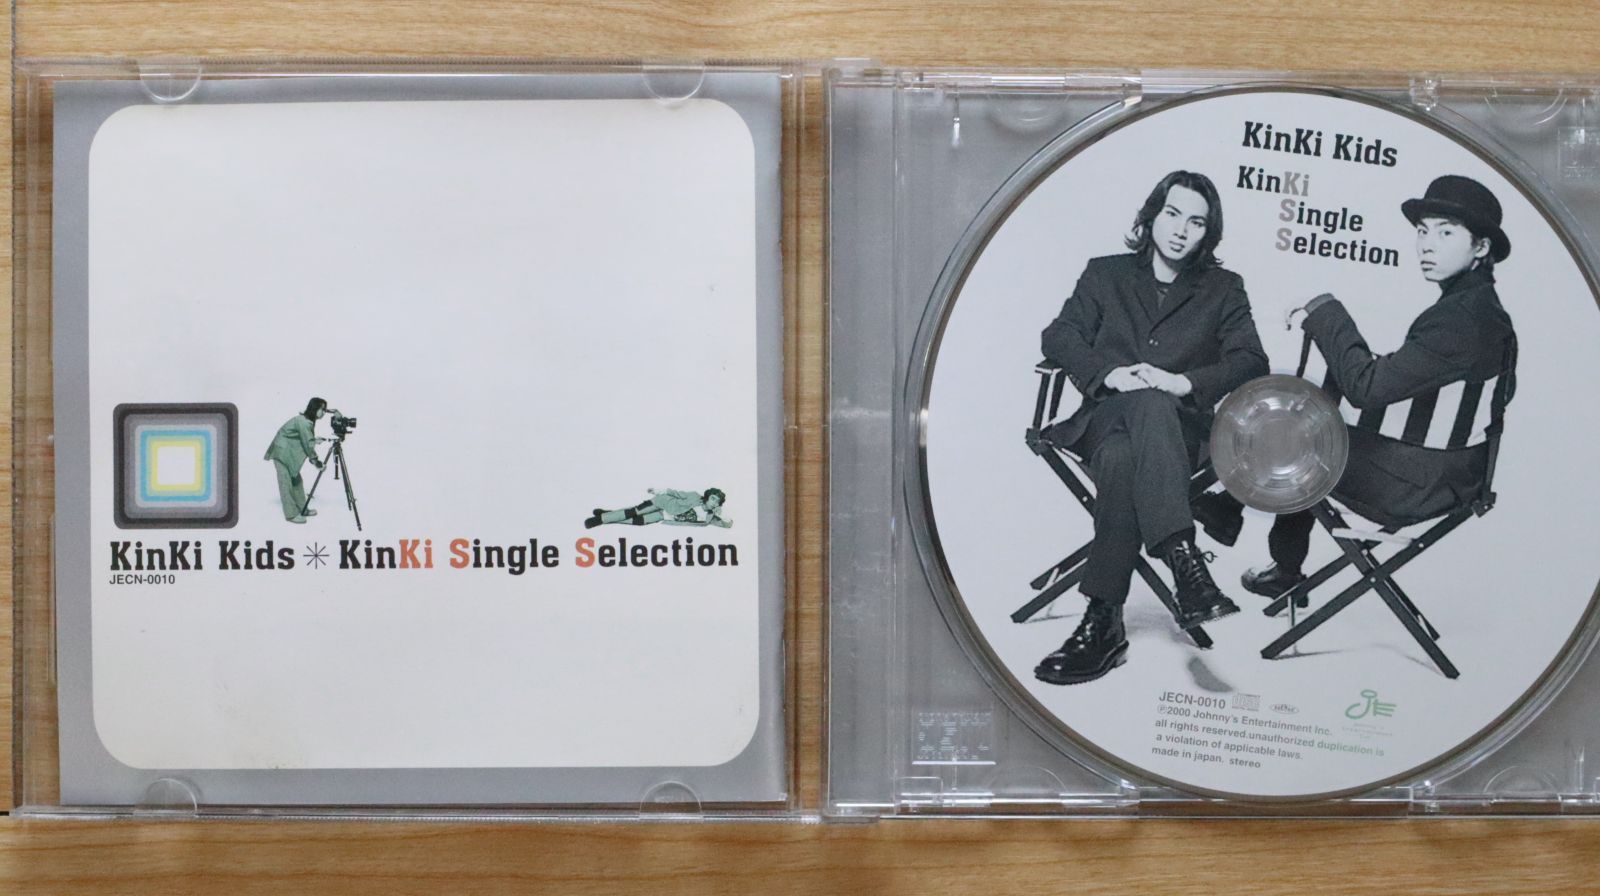 KinKi Kids✳KinKi Single Selection
JECN-0010
KinKi Kids
KinKi
Single
Selection
JECN-0010
℗2000 Johnny's Entertainment Inc.
all rights reserved.unauthorized duplication is
a violation of applicable laws.
made in japan. stereo